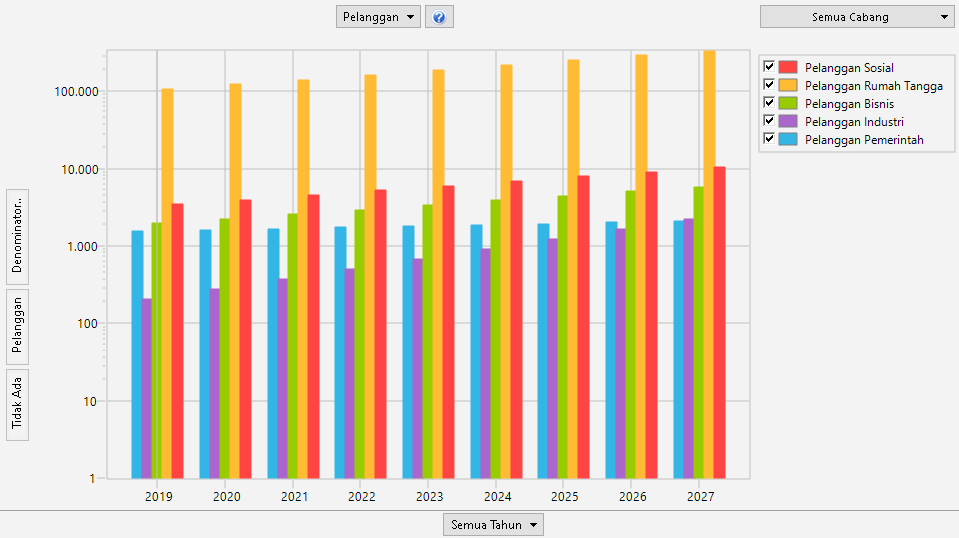 Pelanggan
Semua Cabang
Pelanggan Sosial
Pelanggan Rumah Tangga
Pelanggan Bisnis
Pelanggan Industri
Pelanggan Pemerintah
100.000
10.000
1.000
100
10
1
Denominator..
Pelanggan
Tidak Ada
2019 2020 2021 2022 2023 2024 2025 2026 2027
Semua Tahun